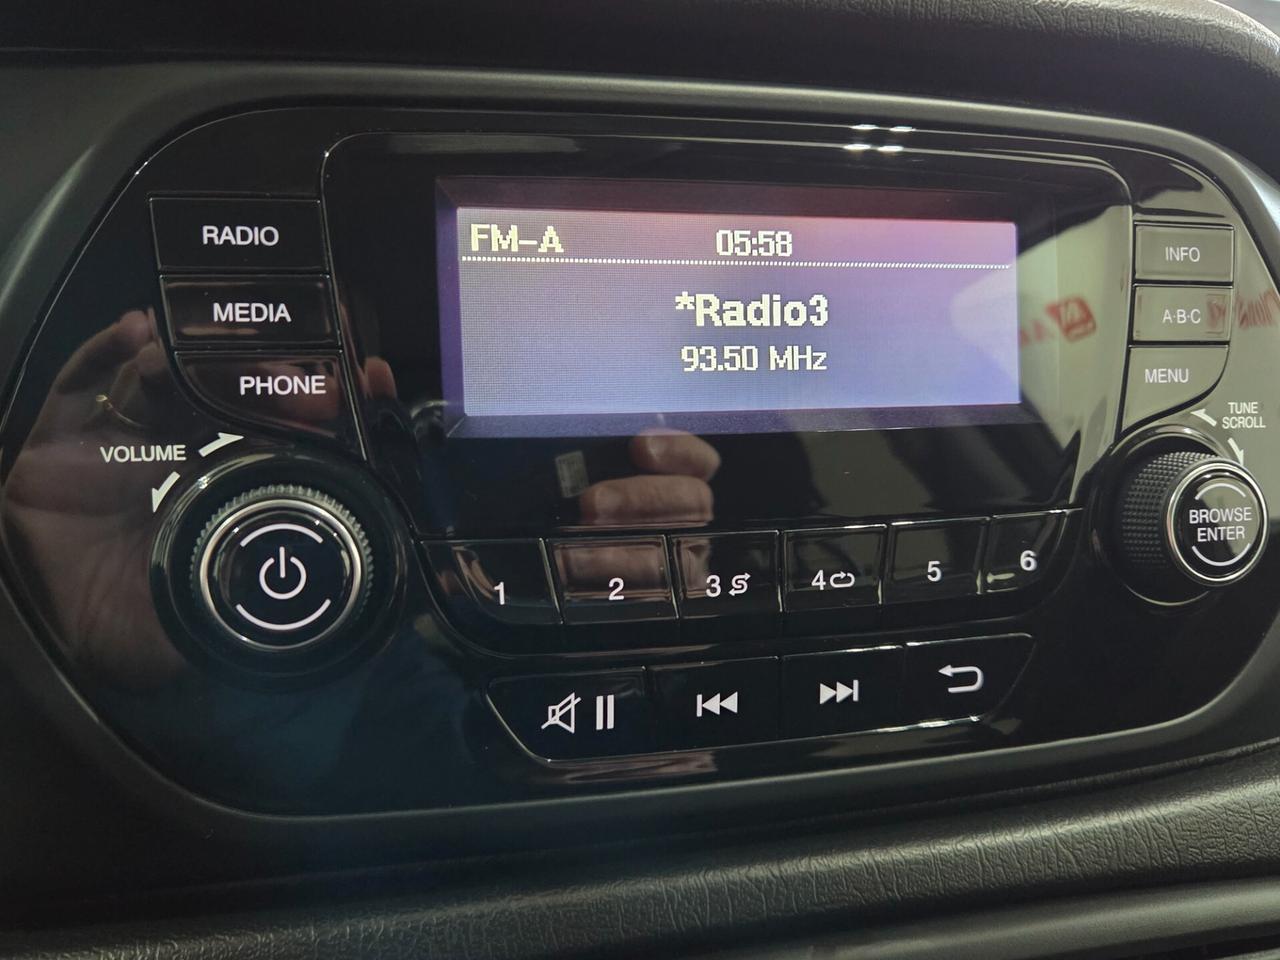 FM-A 05:58
*Radio3
93.50 MHz
RADIO
MEDIA
PHONE
VOLUME
INFO
A·B·C
MENU
TUNE
SCROLL
BROWSE
ENTER
1 2 3 4 5 6